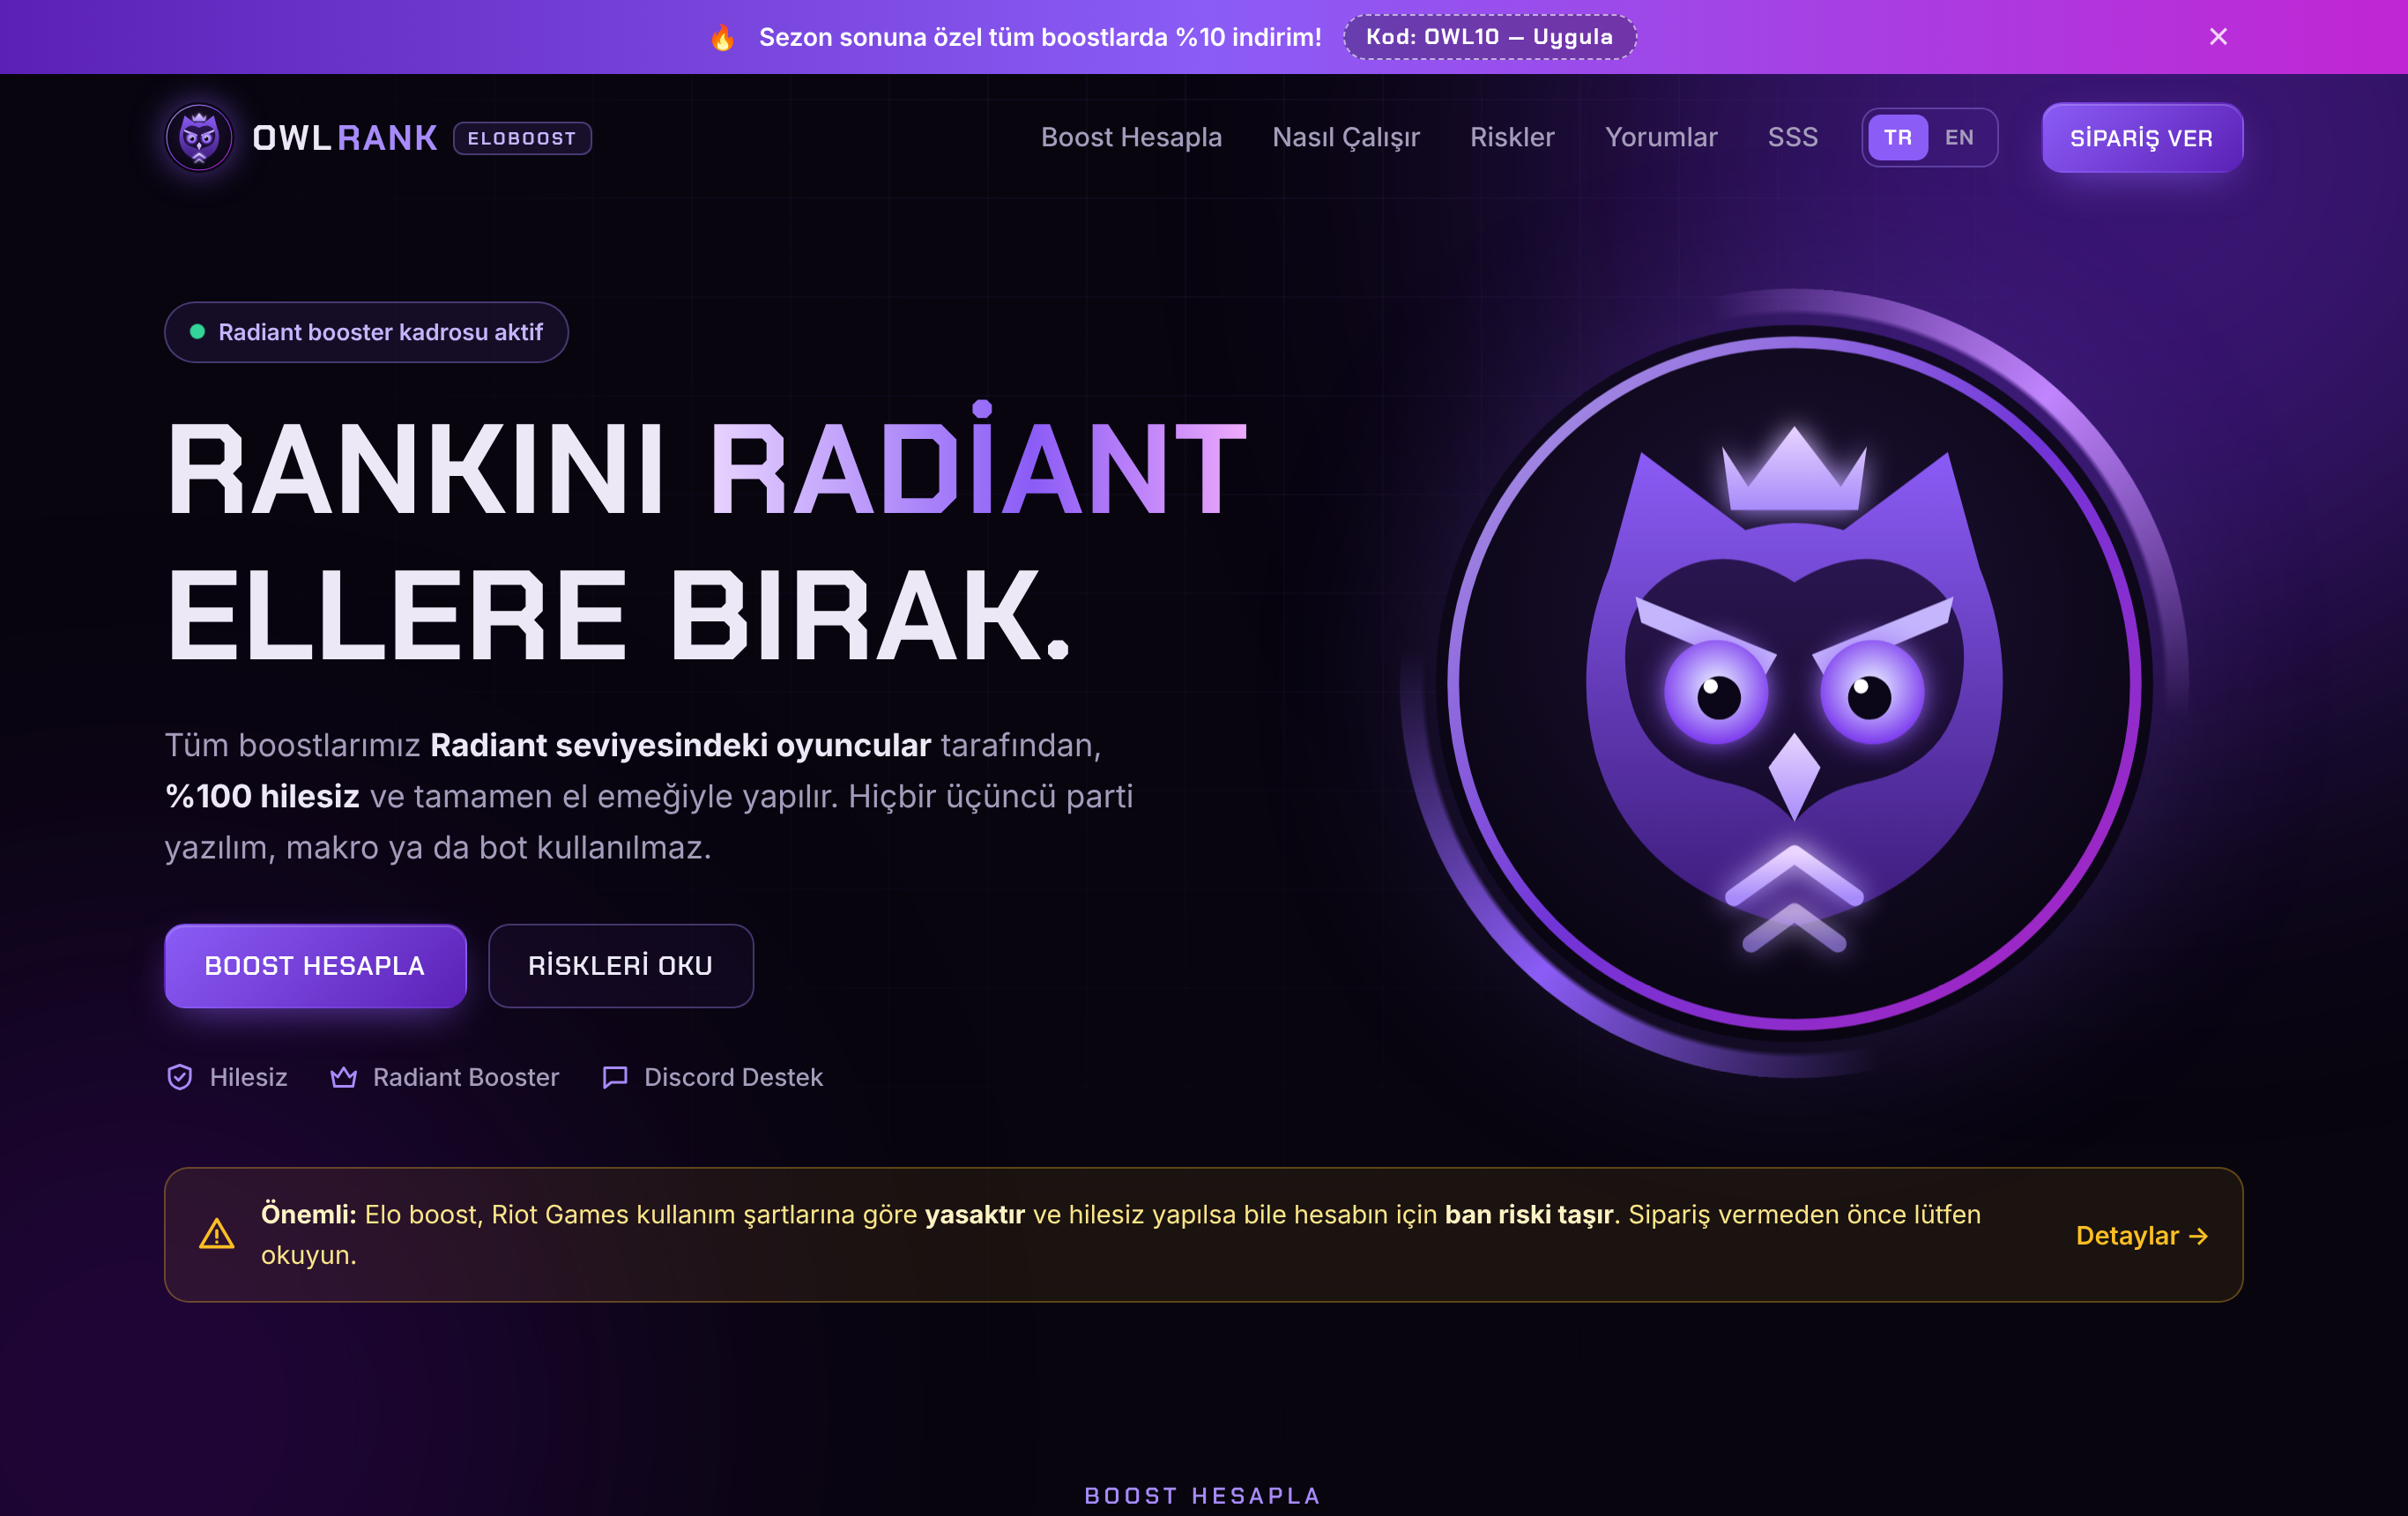 🔥 Sezon sonuna özel tüm boostlarda %10 indirim! Kod: OWL10 — Uygula ✕
OWLRANK ELOBOOST Boost Hesapla Nasıl Çalışır Riskler Yorumlar SSS TR EN SİPARİŞ VER
Radiant booster kadrosu aktif
RANKINI RADİANT
ELLERE BIRAK.
Tüm boostlarımız Radiant seviyesindeki oyuncular tarafından,
%100 hilesiz ve tamamen el emeğiyle yapılır. Hiçbir üçüncü parti
yazılım, makro ya da bot kullanılmaz.
BOOST HESAPLA RİSKLERİ OKU
Hilesiz Radiant Booster Discord Destek
Önemli: Elo boost, Riot Games kullanım şartlarına göre yasaktır ve hilesiz yapılsa bile hesabın için ban riski taşır. Sipariş vermeden önce lütfen
okuyun.
Detaylar →
BOOST HESAPLA